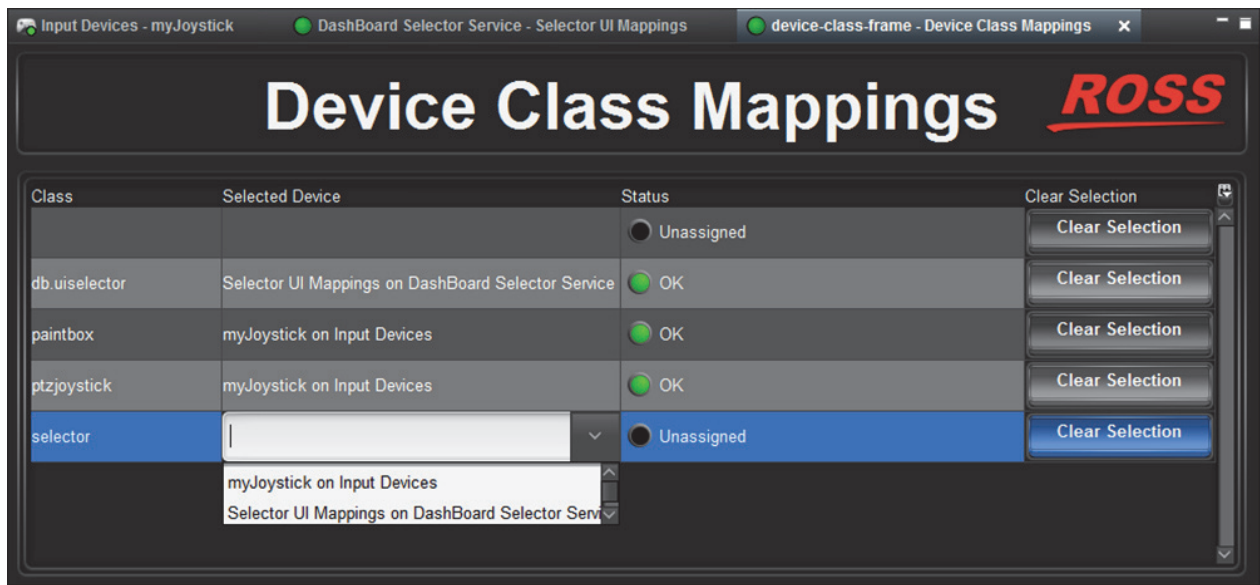 Input Devices - myJoystick DashBoard Selector Service - Selector UI Mappings device-class-frame - Device Class Mappings
Device Class Mappings ROSS
Class Selected Device Status Clear Selection
Unassigned Clear Selection
db.uiselector Selector UI Mappings on DashBoard Selector Service OK Clear Selection
paintbox myJoystick on Input Devices OK Clear Selection
ptzjoystick myJoystick on Input Devices OK Clear Selection
selector Unassigned Clear Selection
myJoystick on Input Devices
Selector UI Mappings on DashBoard Selector Servi